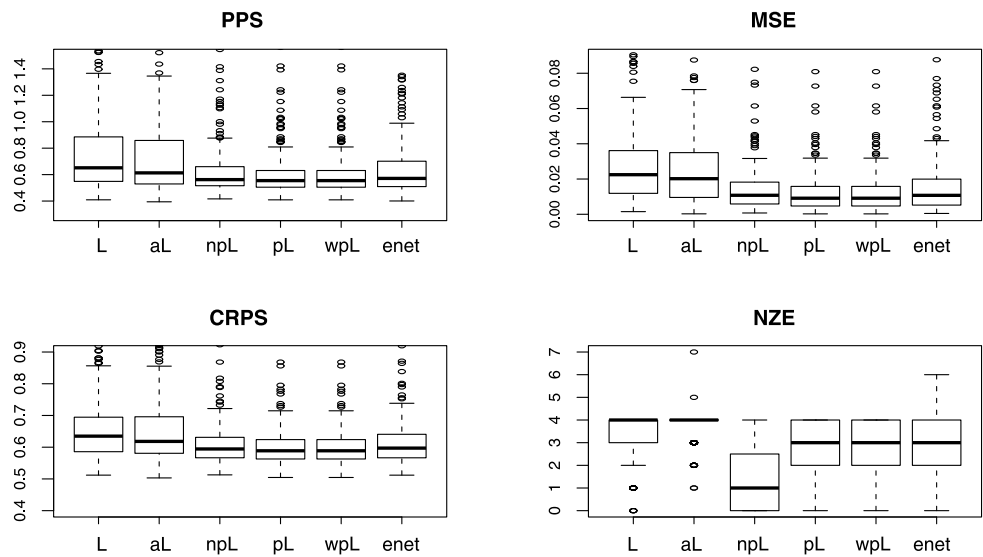 PPS
0.4 0.6 0.8 1.0 1.2 1.4
L aL npL pL wpL enet
MSE
0.00 0.02 0.04 0.08
L aL npL pL wpL enet
CRPS
0.4 0.5 0.6 0.7 0.8 0.9
L aL npL pL wpL enet
NZE
0 1 2 3 4 5 6 7
L aL npL pL wpL enet